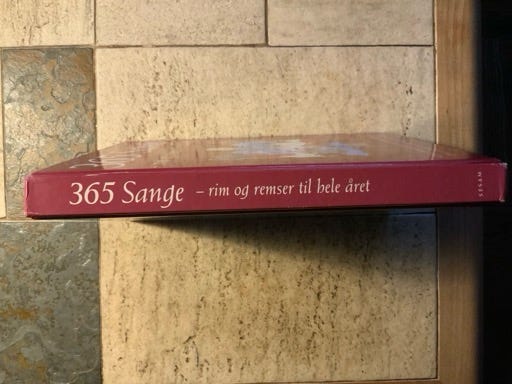 365 Sange – rim og remser til hele året
SESAM